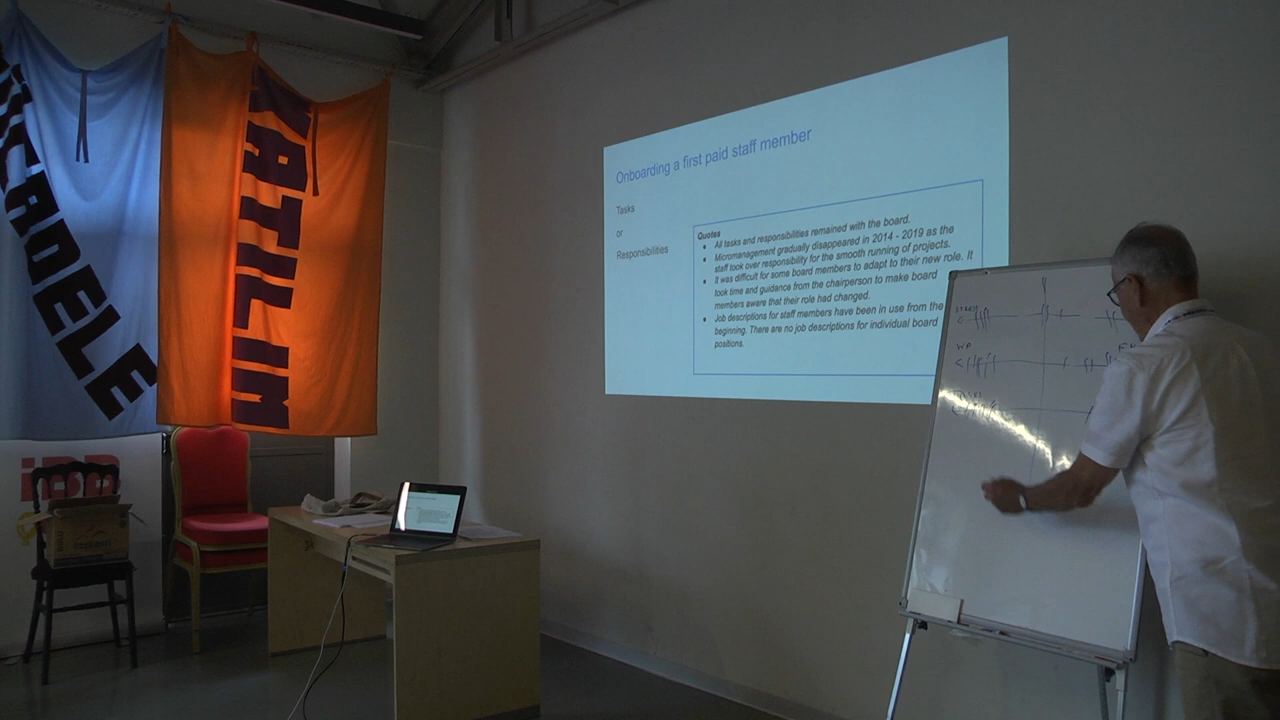 MÜCADELE
KATILIM
Onboarding a first paid staff member
Tasks
or
Responsibilities
Quotes
● All tasks and responsibilities remained with the board.
● Micromanagement gradually disappeared in 2014 - 2019 as the
staff took over responsibility for the smooth running of projects.
● It was difficult for some board members to adapt to their new role. It
took time and guidance from the chairperson to make board
members aware that their role had changed.
● Job descriptions for staff members have been in use from the
beginning. There are no job descriptions for individual board
positions.
WP